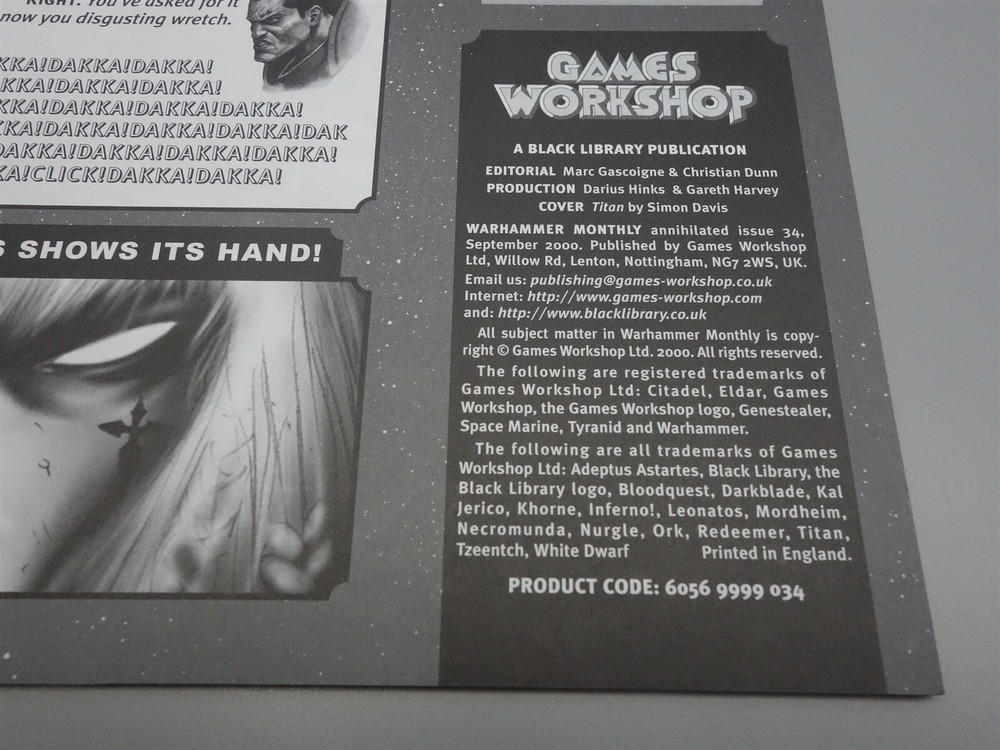 RIGHT. You've asked for it
now you disgusting wretch.
KKA!DAKKA!DAKKA!
KKA!DAKKA!DAKKA!
KKA!DAKKA!DAKKA!DAKKA!
KKA!DAKKA!DAKKA!DAKKA!DAK
DAKKA!DAKKA!DAKKA!DAKKA!
KA!CLICK!DAKKA!DAKKA!
S SHOWS ITS HAND!
GAMES
WORKSHOP
A BLACK LIBRARY PUBLICATION
EDITORIAL Marc Gascoigne & Christian Dunn
PRODUCTION Darius Hinks & Gareth Harvey
COVER Titan by Simon Davis
WARHAMMER MONTHLY annihilated issue 34,
September 2000. Published by Games Workshop
Ltd, Willow Rd, Lenton, Nottingham, NG7 2WS, UK.
Email us: publishing@games-workshop.co.uk
Internet: http://www.games-workshop.com
and: http://www.blacklibrary.co.uk
All subject matter in Warhammer Monthly is copy-
right © Games Workshop Ltd. 2000. All rights reserved.
The following are registered trademarks of
Games Workshop Ltd: Citadel, Eldar, Games
Workshop, the Games Workshop logo, Genestealer,
Space Marine, Tyranid and Warhammer.
The following are all trademarks of Games
Workshop Ltd: Adeptus Astartes, Black Library, the
Black Library logo, Bloodquest, Darkblade, Kal
Jerico, Khorne, Inferno!, Leonatos, Mordheim,
Necromunda, Nurgle, Ork, Redeemer, Titan,
Tzeentch, White Dwarf Printed in England.
PRODUCT CODE: 6056 9999 034